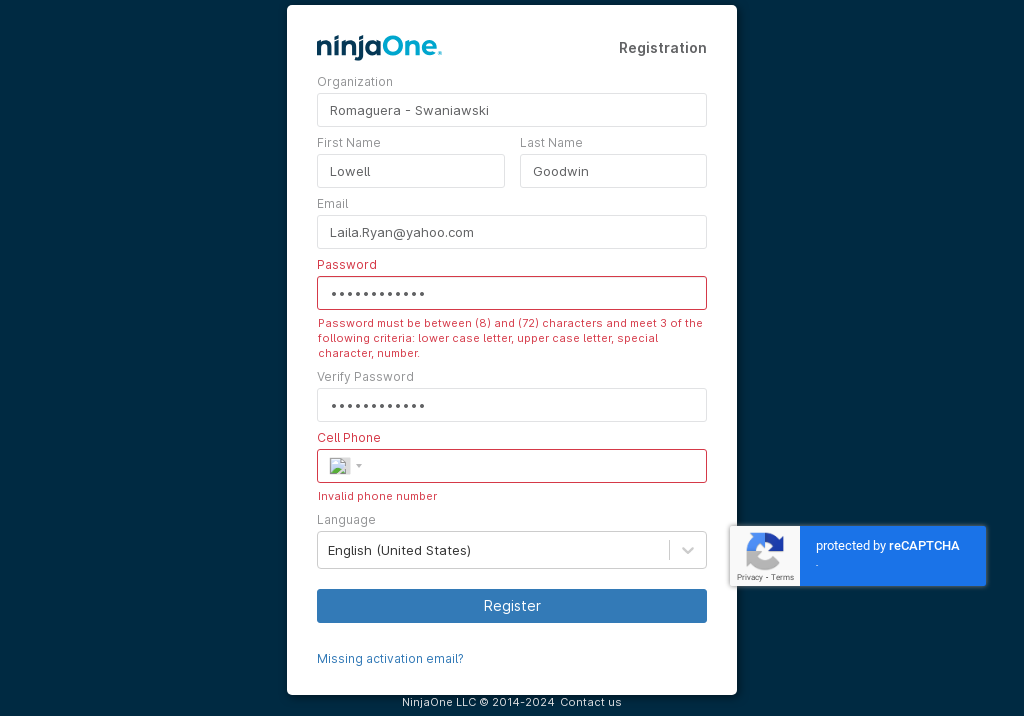 ninjaOne
Registration
Organization
Romaguera - Swaniawski
First Name
Last Name
Lowell
Goodwin
Email
Laila.Ryan@yahoo.com
Password
••••••••••••
Password must be between (8) and (72) characters and meet 3 of the
following criteria: lower case letter, upper case letter, special
character, number.
Verify Password
••••••••••••
Cell Phone
Invalid phone number
Language
English (United States)
protected by reCAPTCHA
Privacy - Terms
Register
Missing activation email?
NinjaOne LLC © 2014-2024 Contact us